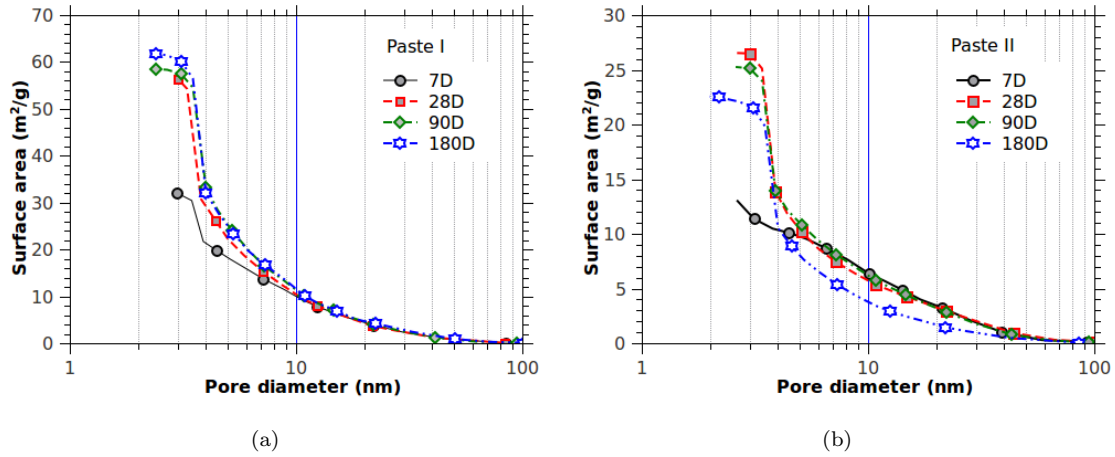 70
60
50
40
30
20
10
0
Surface area (m²/g)
1
10
100
Pore diameter (nm)
Paste I
7D
28D
90D
180D
(a)
30
25
20
15
10
5
0
Surface area (m²/g)
1
10
100
Pore diameter (nm)
Paste II
7D
28D
90D
180D
(b)